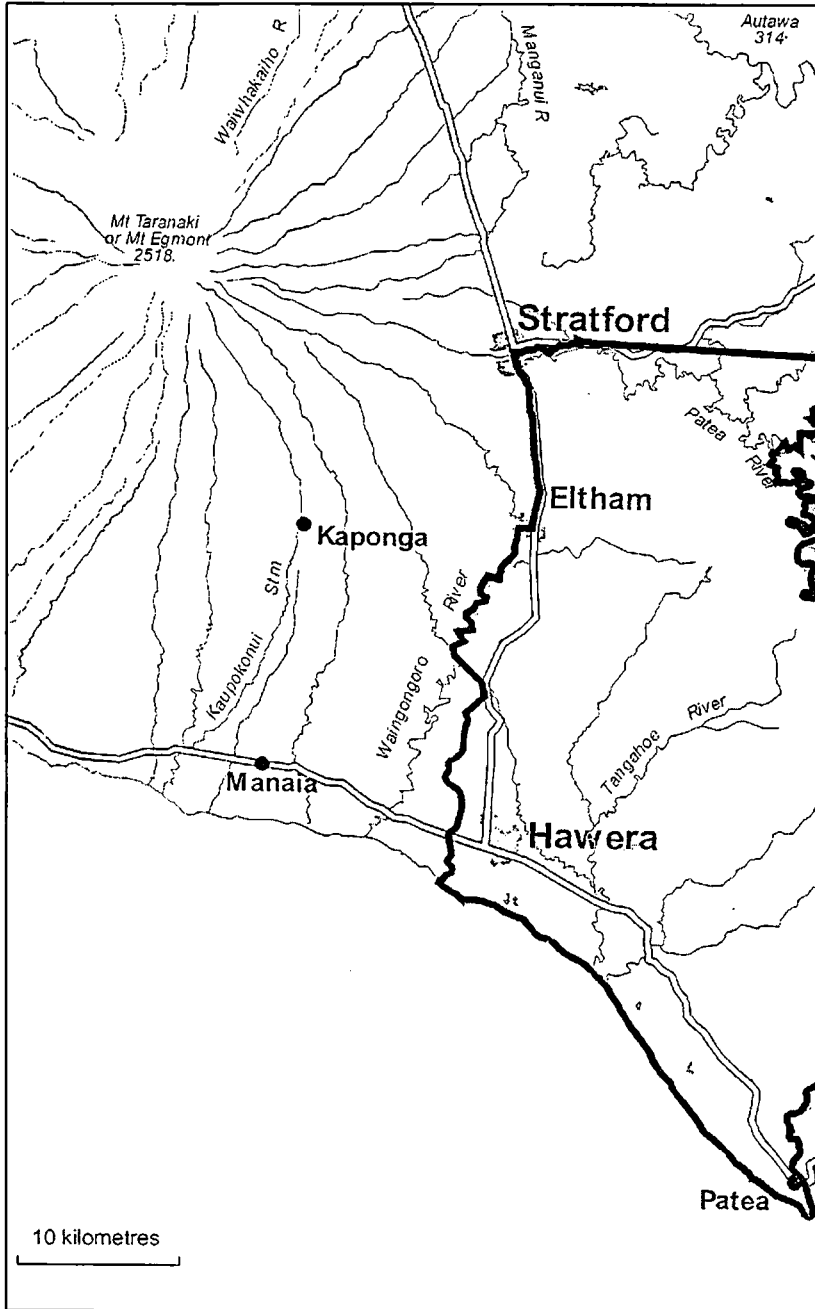 Autawa
314.
Waiwhakaiho R
Manganui R
Mt Taranaki
or Mt Egmont
2518.
Stratford
Patea River
Eltham
Kaponga
River
Stm
Kaupokonui
Waingongoro
River
Tangahoe
Manaia
Hawera
Patea
10 kilometres